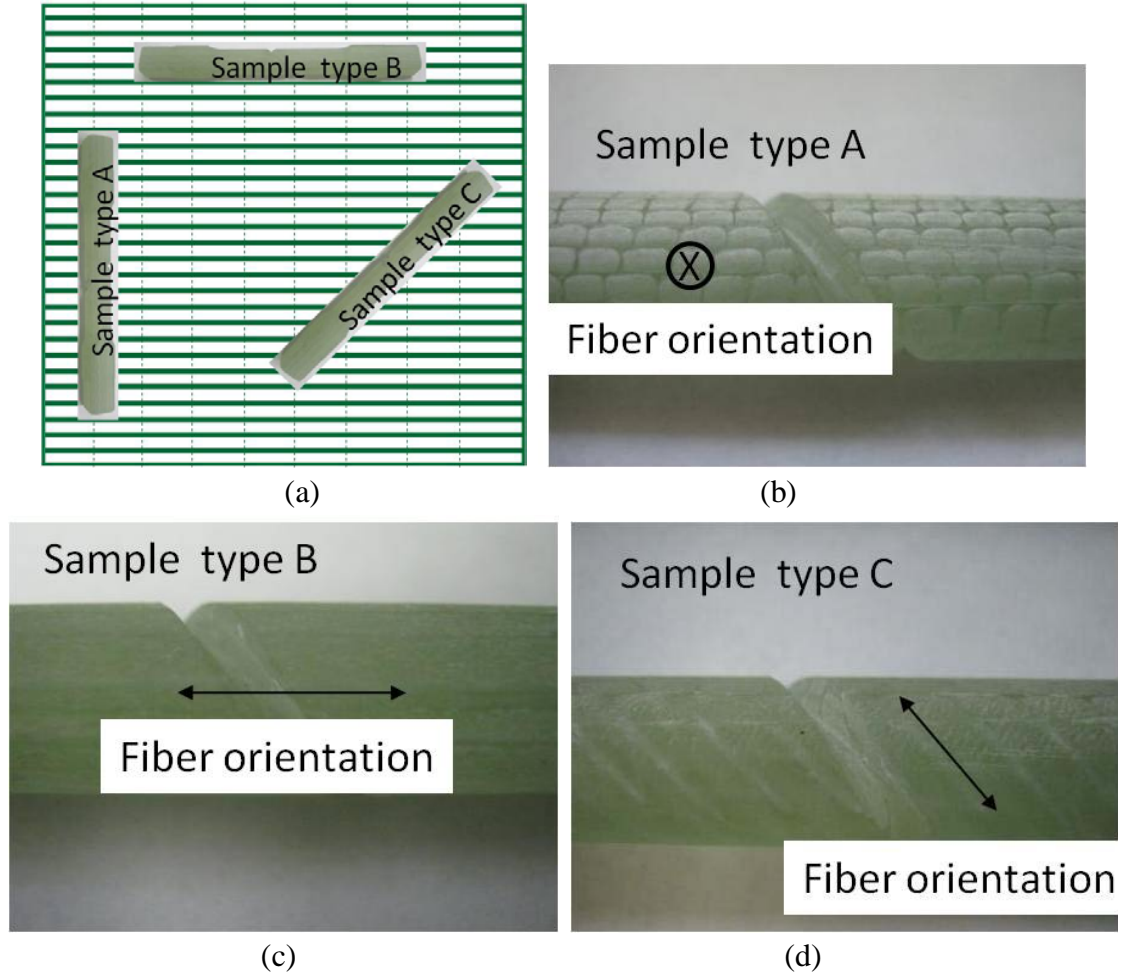 Sample type B
Sample type A
Sample type C
(a)
Sample type A
X
Fiber orientation
(b)
Sample type B
Fiber orientation
(c)
Sample type C
Fiber orientation
(d)